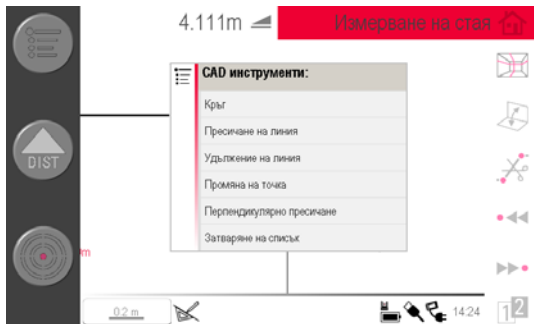 4.111m
Измерване на стая
CAD инструменти:
Кръг
Пресичане на линия
Удължение на линия
Промяна на точка
Перпендикулярно пресичане
Затваряне на списък
DIST
m
0.2 m
14:24
12